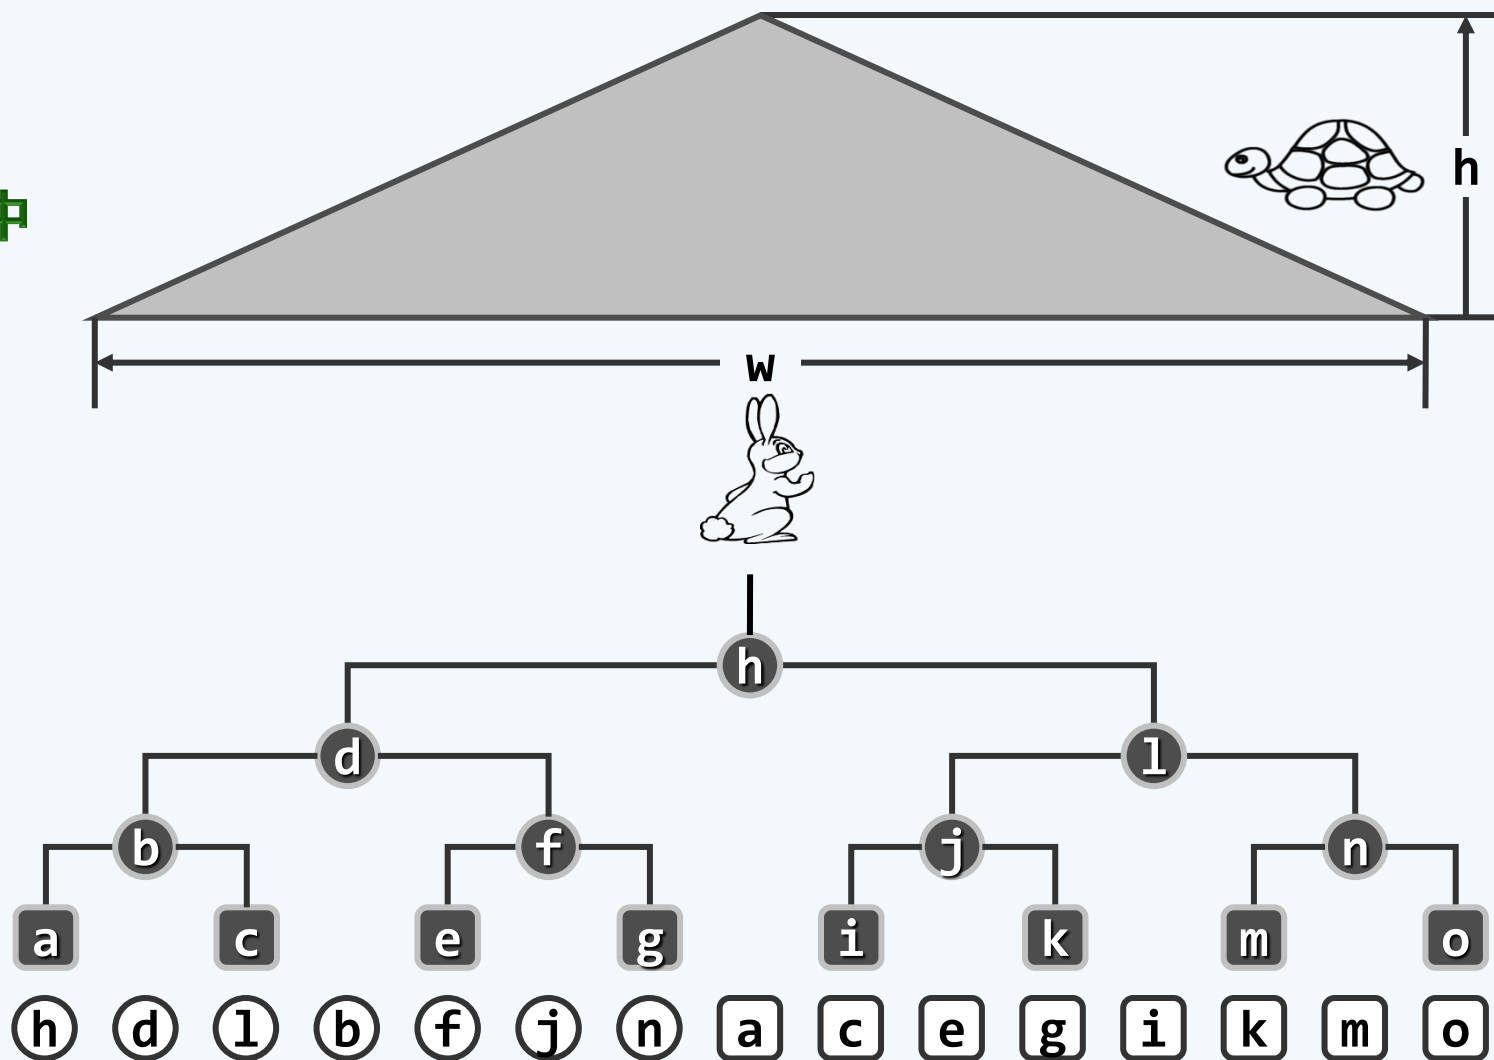 h
w
h
d l
b f j n
a c e g i k m o
h d l b f j n a c e g i k m o